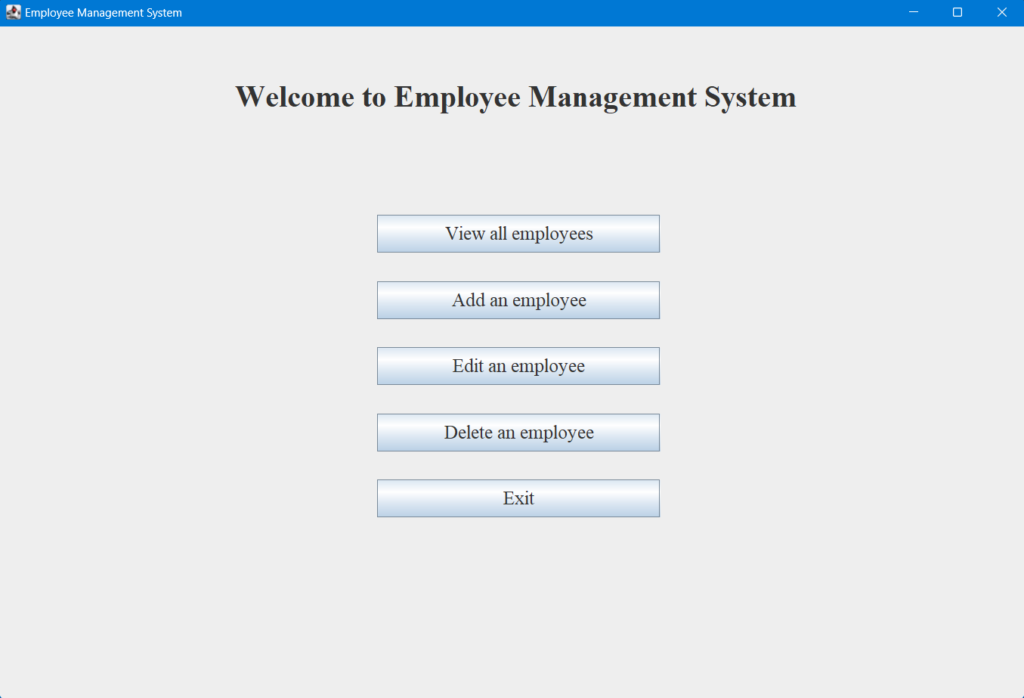 Employee Management System
Welcome to Employee Management System
View all employees
Add an employee
Edit an employee
Delete an employee
Exit